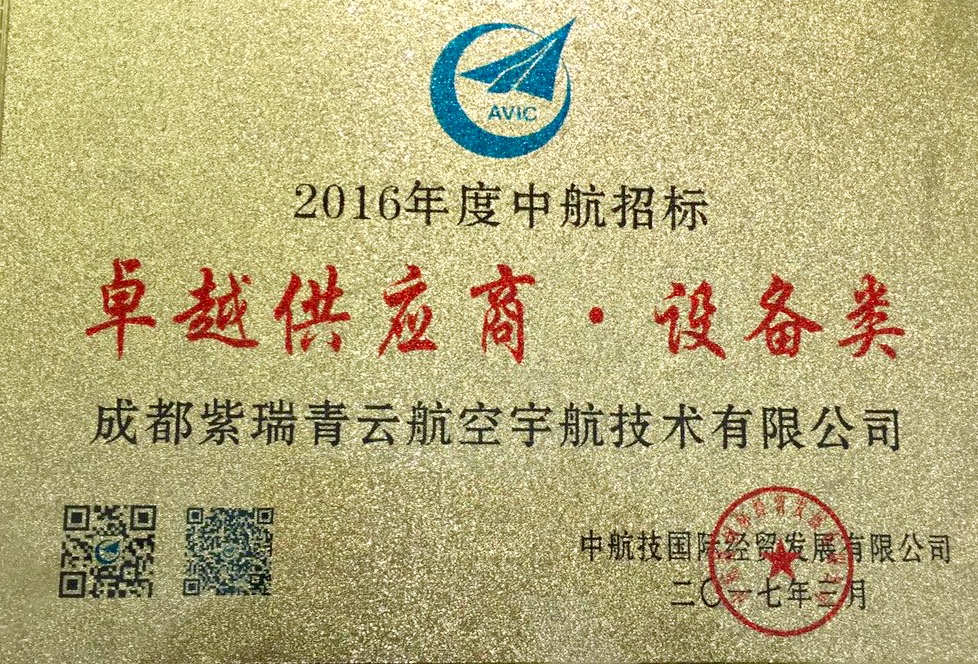 AVIC
2016年度中航招标
卓越供应商·设备类
成都紫瑞青云航空宇航技术有限公司
中航技国际经贸发展有限公司
二〇一七年二月